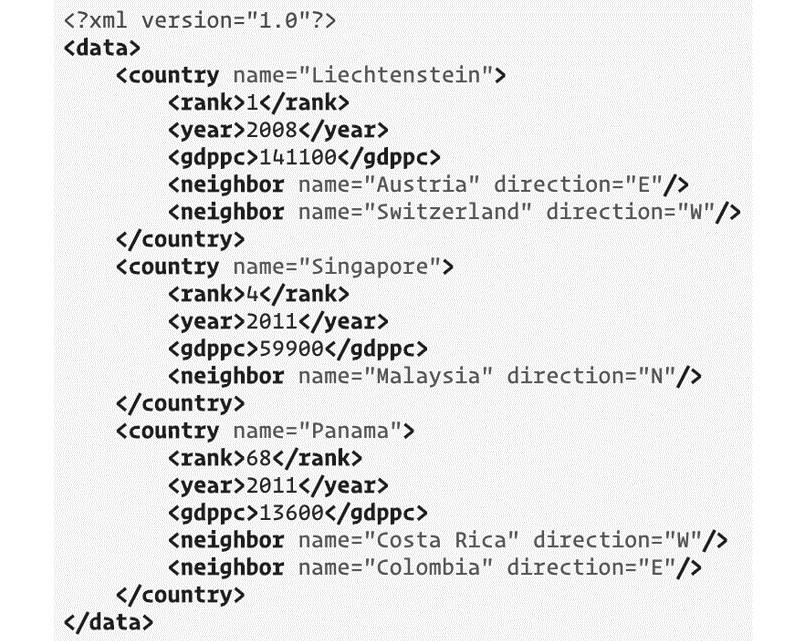 <?xml version="1.0"?>
<data>
    <country name="Liechtenstein">
        <rank>1</rank>
        <year>2008</year>
        <gdppc>141100</gdppc>
        <neighbor name="Austria" direction="E"/>
        <neighbor name="Switzerland" direction="W"/>
    </country>
    <country name="Singapore">
        <rank>4</rank>
        <year>2011</year>
        <gdppc>59900</gdppc>
        <neighbor name="Malaysia" direction="N"/>
    </country>
    <country name="Panama">
        <rank>68</rank>
        <year>2011</year>
        <gdppc>13600</gdppc>
        <neighbor name="Costa Rica" direction="W"/>
        <neighbor name="Colombia" direction="E"/>
    </country>
</data>